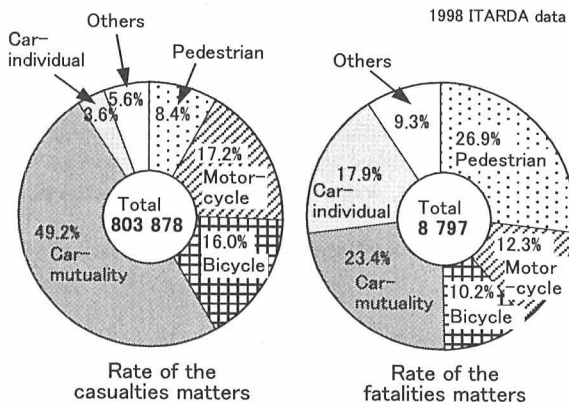 1998 ITARDA data
Others
Car-
individual
Pedestrian
5.6%
3.6%
8.4%
17.2%
Motor-
cycle
Total
803 878
16.0%
Bicycle
49.2%
Car-
mutuality
Rate of the
casualties matters
Others
9.3%
26.9%
Pedestrian
17.9%
Car-
individual
Total
8 797
12.3%
Motor-
cycle
23.4%
Car-
mutuality
10.2%
Bicycle
Rate of the
fatalities matters